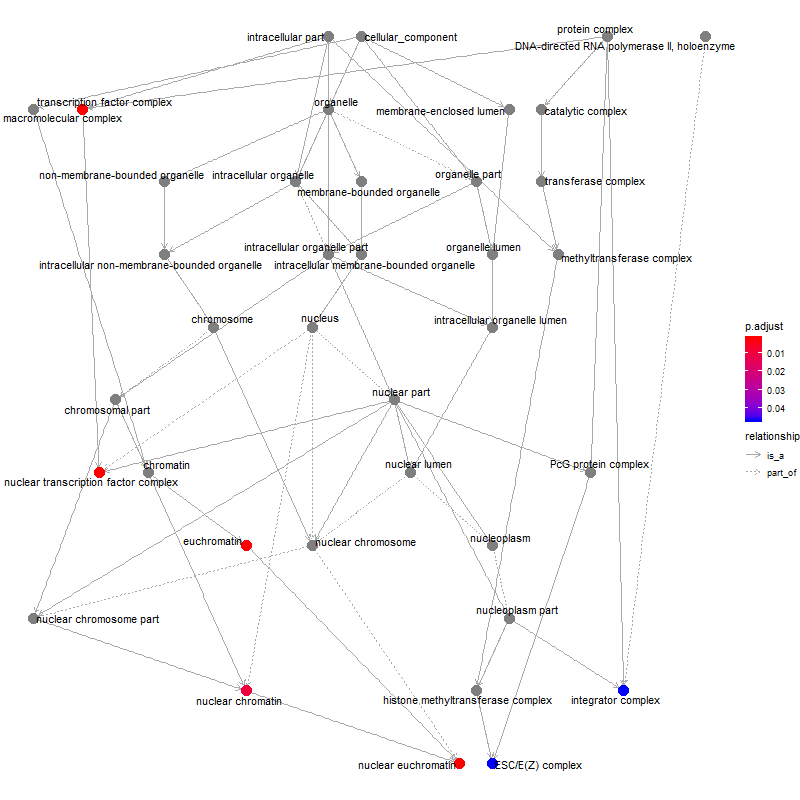 protein complex
intracellular part
cellular_component
DNA-directed RNA polymerase II, holoenzyme
transcription factor complex
organelle
membrane-enclosed lumen
catalytic complex
macromolecular complex
non-membrane-bounded organelle
intracellular organelle
organelle part
transferase complex
membrane-bounded organelle
intracellular organelle part
organelle lumen
methyltransferase complex
intracellular non-membrane-bounded organelle
intracellular membrane-bounded organelle
chromosome
nucleus
intracellular organelle lumen
p.adjust
0.01
0.02
0.03
0.04
nuclear part
chromosomal part
relationship
is_a
part_of
chromatin
nuclear lumen
PcG protein complex
nuclear transcription factor complex
euchromatin
nuclear chromosome
nucleoplasm
nuclear chromosome part
nucleoplasm part
nuclear chromatin
histone methyltransferase complex
integrator complex
nuclear euchromatin
ESC/E(Z) complex